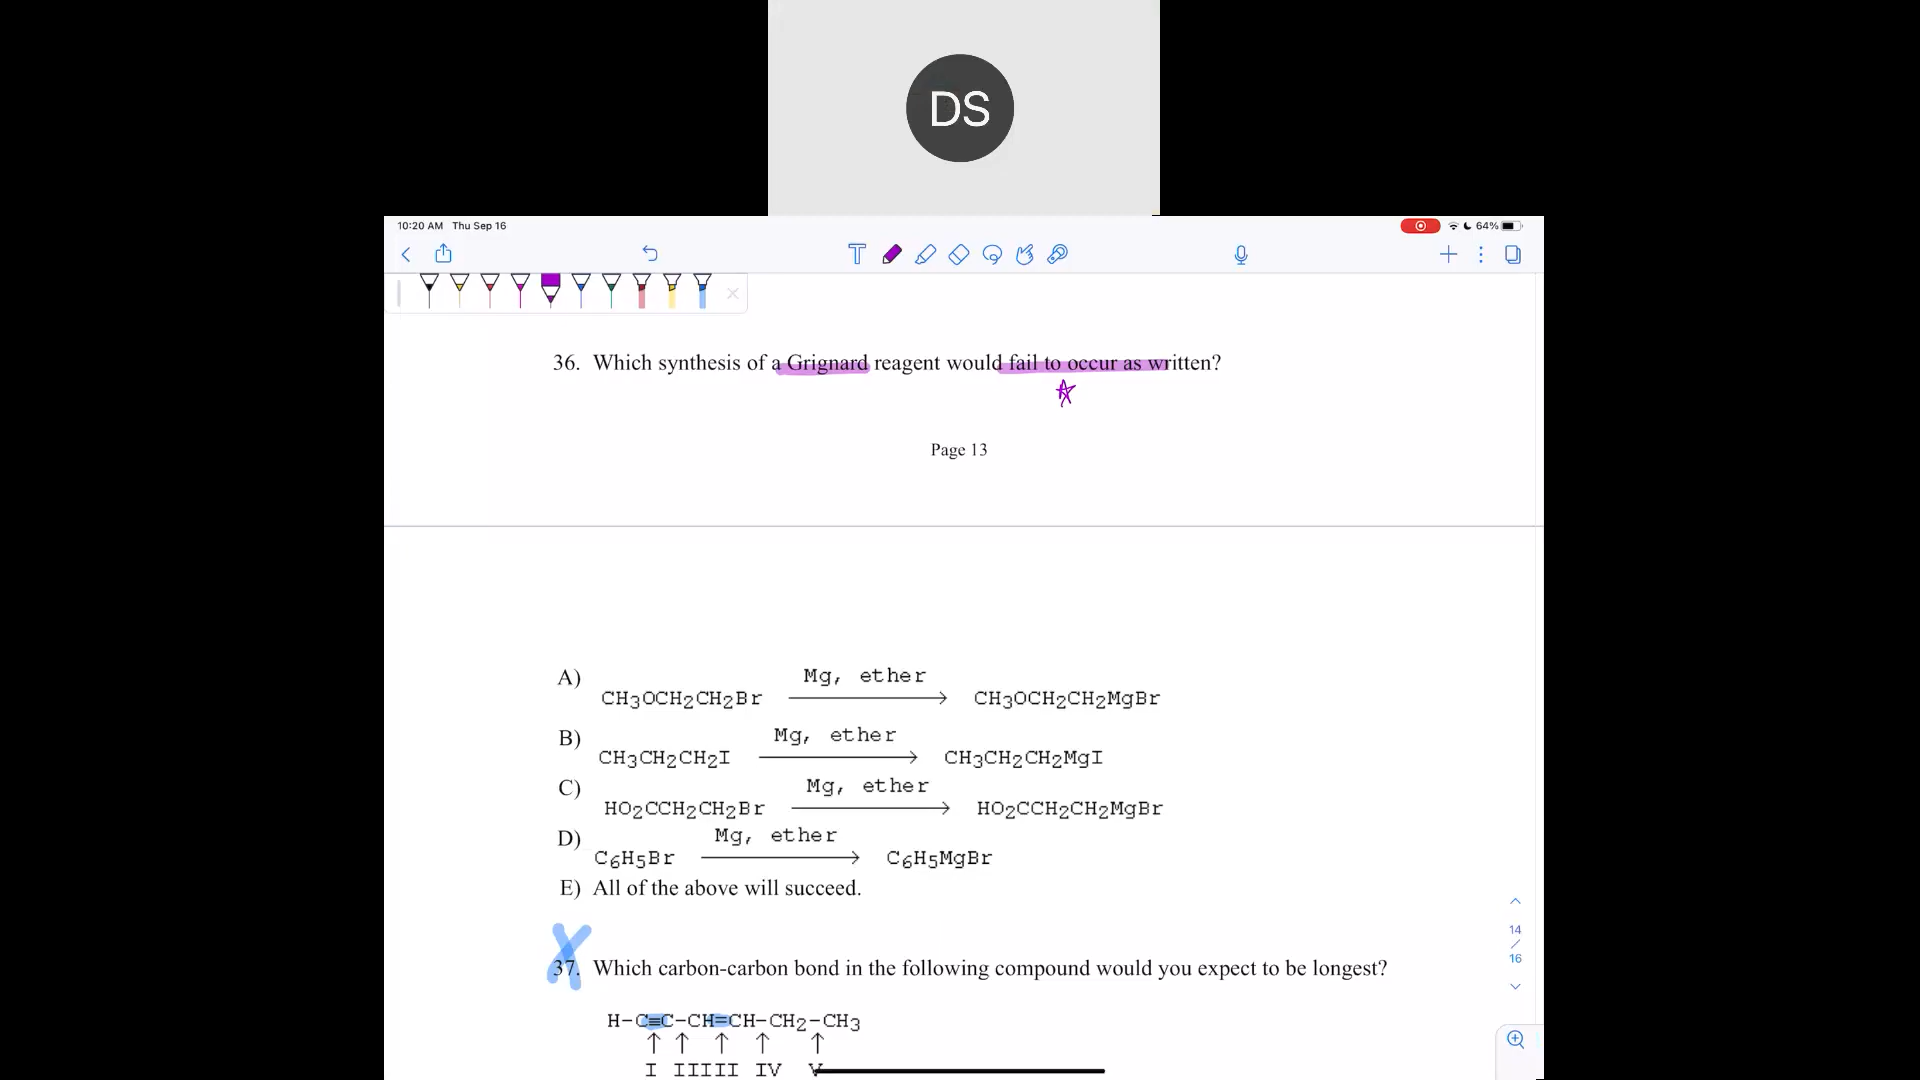 DS
10:20 AM Thu Sep 16
64%
36. Which synthesis of a Grignard reagent would fail to occur as written?
Page 13
A) CH3OCH2CH2Br Mg, ether CH3OCH2CH2MgBr
B) CH3CH2CH2I Mg, ether CH3CH2CH2MgI
C) HO2CCH2CH2Br Mg, ether HO2CCH2CH2MgBr
D) C6H5Br Mg, ether C6H5MgBr
E) All of the above will succeed.
14
/
16
37. Which carbon-carbon bond in the following compound would you expect to be longest?
H-C≡C-CH=CH-CH2-CH3
I II III IV V